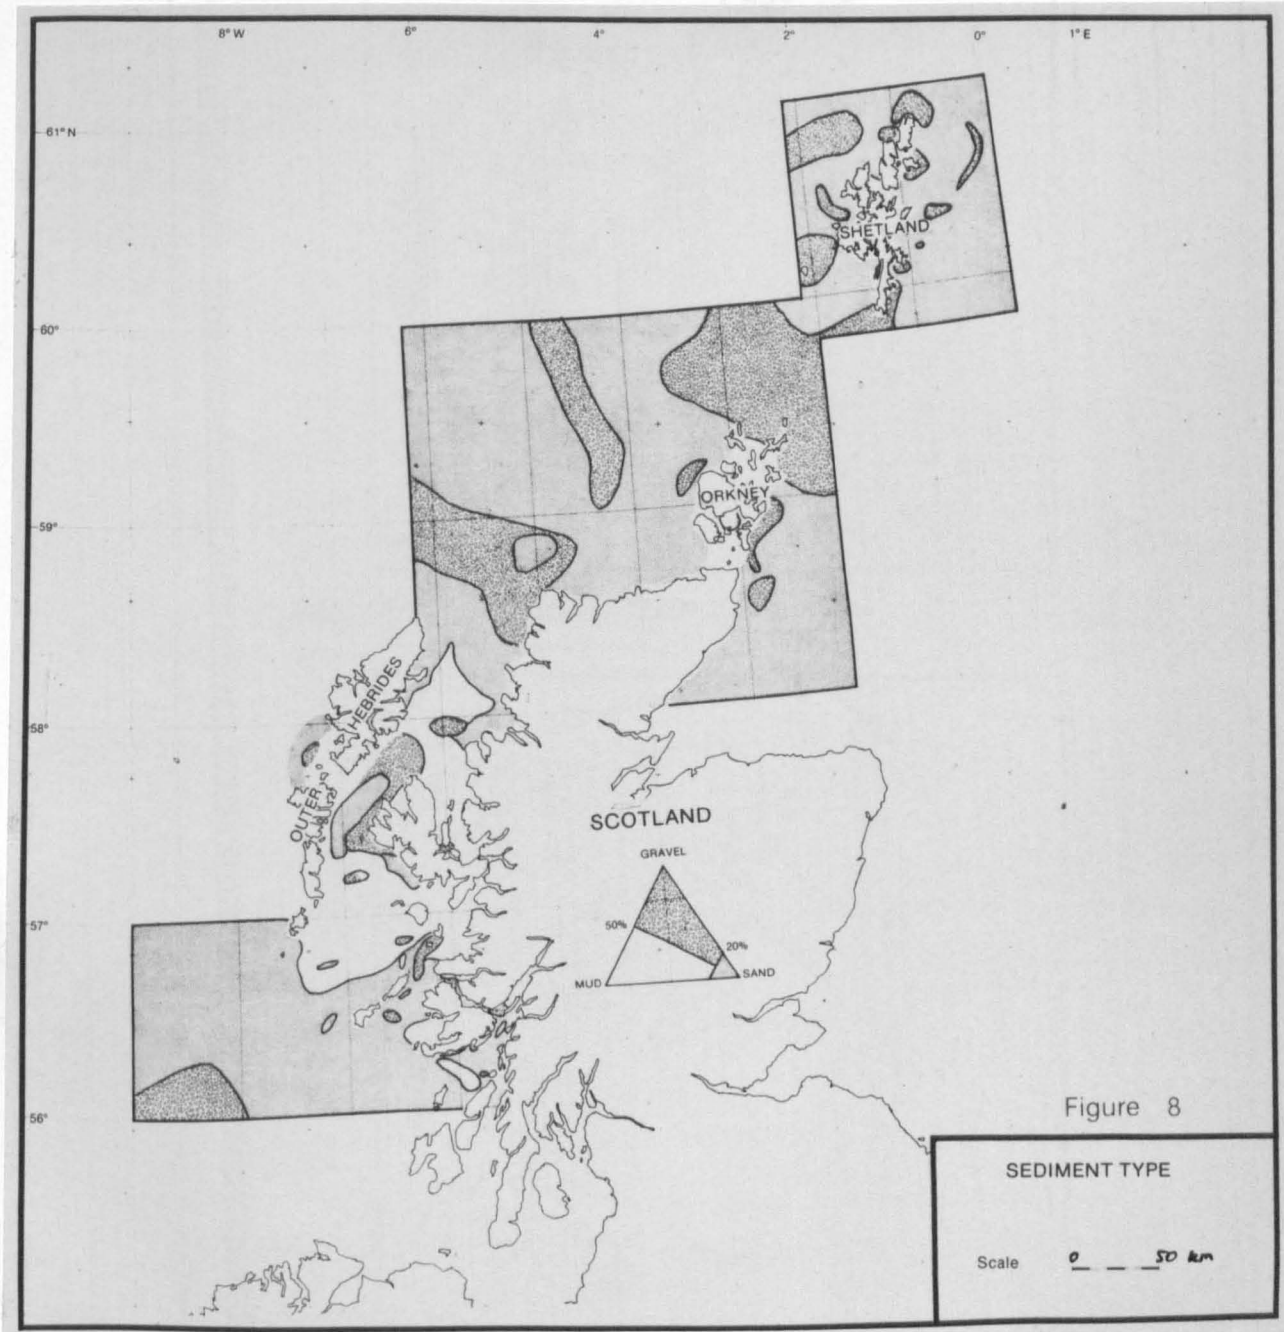 8° W 6° 4° 2° 0° 1° E
61° N
SHETLAND
60°
ORKNEY
59°
OUTER HEBRIDES
58°
SCOTLAND
GRAVEL
50%
20%
MUD
SAND
57°
56°
Figure 8
SEDIMENT TYPE
Scale 0 50 km